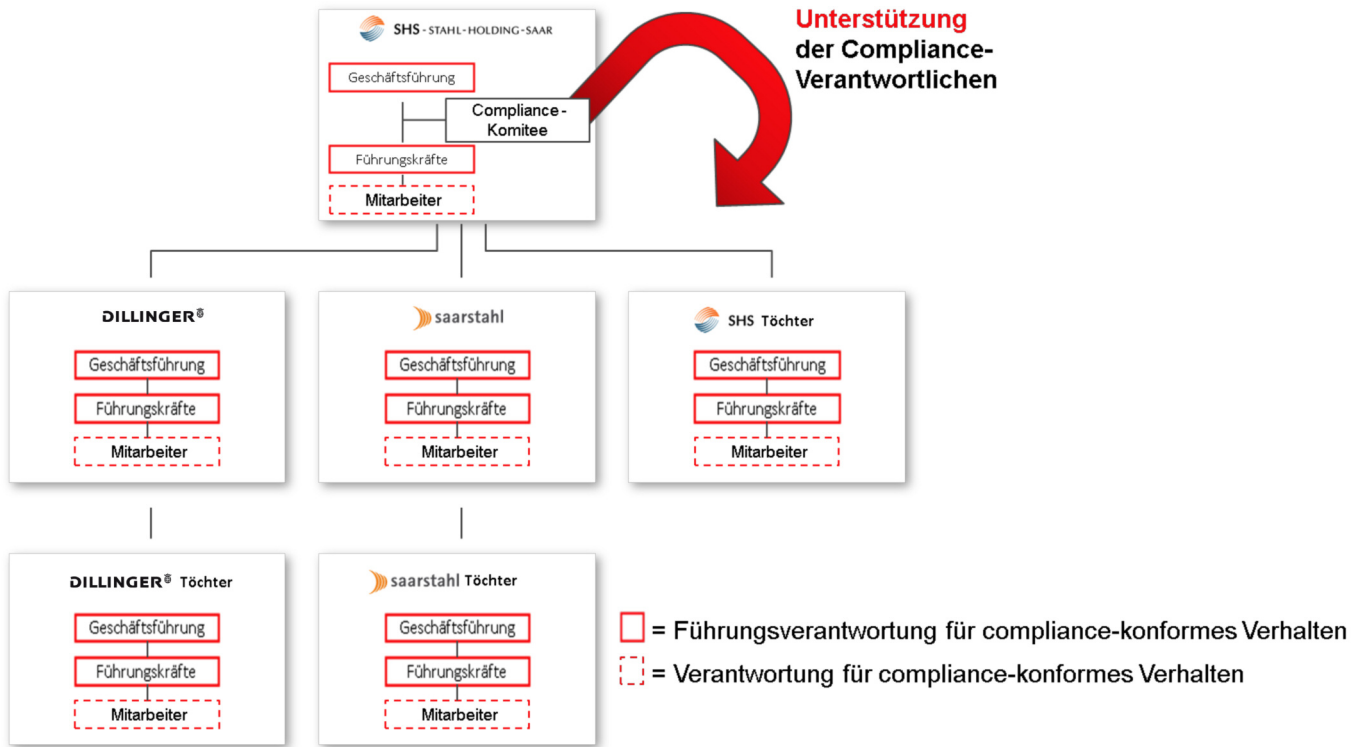 SHS - STAHL-HOLDING-SAAR
Geschäftsführung
Compliance-
Komitee
Führungskräfte
Mitarbeiter
Unterstützung
der Compliance-
Verantwortlichen
DILLINGER
Geschäftsführung
Führungskräfte
Mitarbeiter
saarstahl
Geschäftsführung
Führungskräfte
Mitarbeiter
SHS Töchter
Geschäftsführung
Führungskräfte
Mitarbeiter
DILLINGER Töchter
Geschäftsführung
Führungskräfte
Mitarbeiter
saarstahl Töchter
Geschäftsführung
Führungskräfte
Mitarbeiter
= Führungsverantwortung für compliance-konformes Verhalten
= Verantwortung für compliance-konformes Verhalten